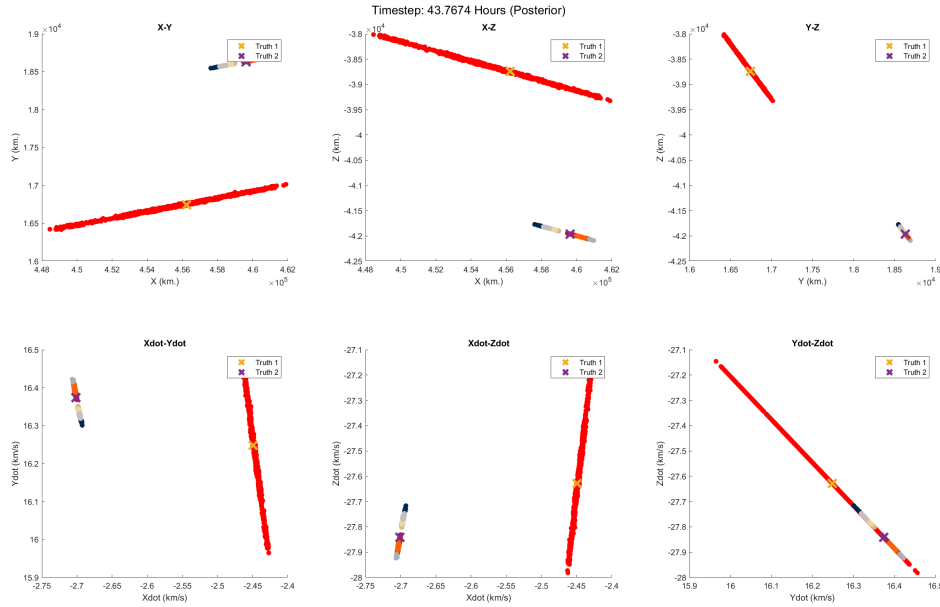 Timestep: 43.7674 Hours (Posterior)
X-Y
×10⁴
Y (km.)
1.9
1.85
1.8
1.75
1.7
1.65
1.6
4.48 4.5 4.52 4.54 4.56 4.58 4.6 4.62
X (km.)
×10⁵
Truth 1
Truth 2
X-Z
×10⁴
Z (km.)
-3.8
-3.85
-3.9
-3.95
-4
-4.05
-4.1
-4.15
-4.2
-4.25
4.48 4.5 4.52 4.54 4.56 4.58 4.6 4.62
X (km.)
×10⁵
Truth 1
Truth 2
Y-Z
×10⁴
Z (km.)
-3.8
-3.85
-3.9
-3.95
-4
-4.05
-4.1
-4.15
-4.2
-4.25
1.6 1.65 1.7 1.75 1.8 1.85 1.9
Y (km.)
×10⁴
Truth 1
Truth 2
Xdot-Ydot
Ydot (km/s)
16.5
16.4
16.3
16.2
16.1
16
15.9
-2.75 -2.7 -2.65 -2.6 -2.55 -2.5 -2.45 -2.4
Xdot (km/s)
Truth 1
Truth 2
Xdot-Zdot
Zdot (km/s)
-27.1
-27.2
-27.3
-27.4
-27.5
-27.6
-27.7
-27.8
-27.9
-28
-2.75 -2.7 -2.65 -2.6 -2.55 -2.5 -2.45 -2.4
Xdot (km/s)
Truth 1
Truth 2
Ydot-Zdot
Zdot (km/s)
-27.1
-27.2
-27.3
-27.4
-27.5
-27.6
-27.7
-27.8
-27.9
-28
15.9 16 16.1 16.2 16.3 16.4 16.5
Ydot (km/s)
Truth 1
Truth 2